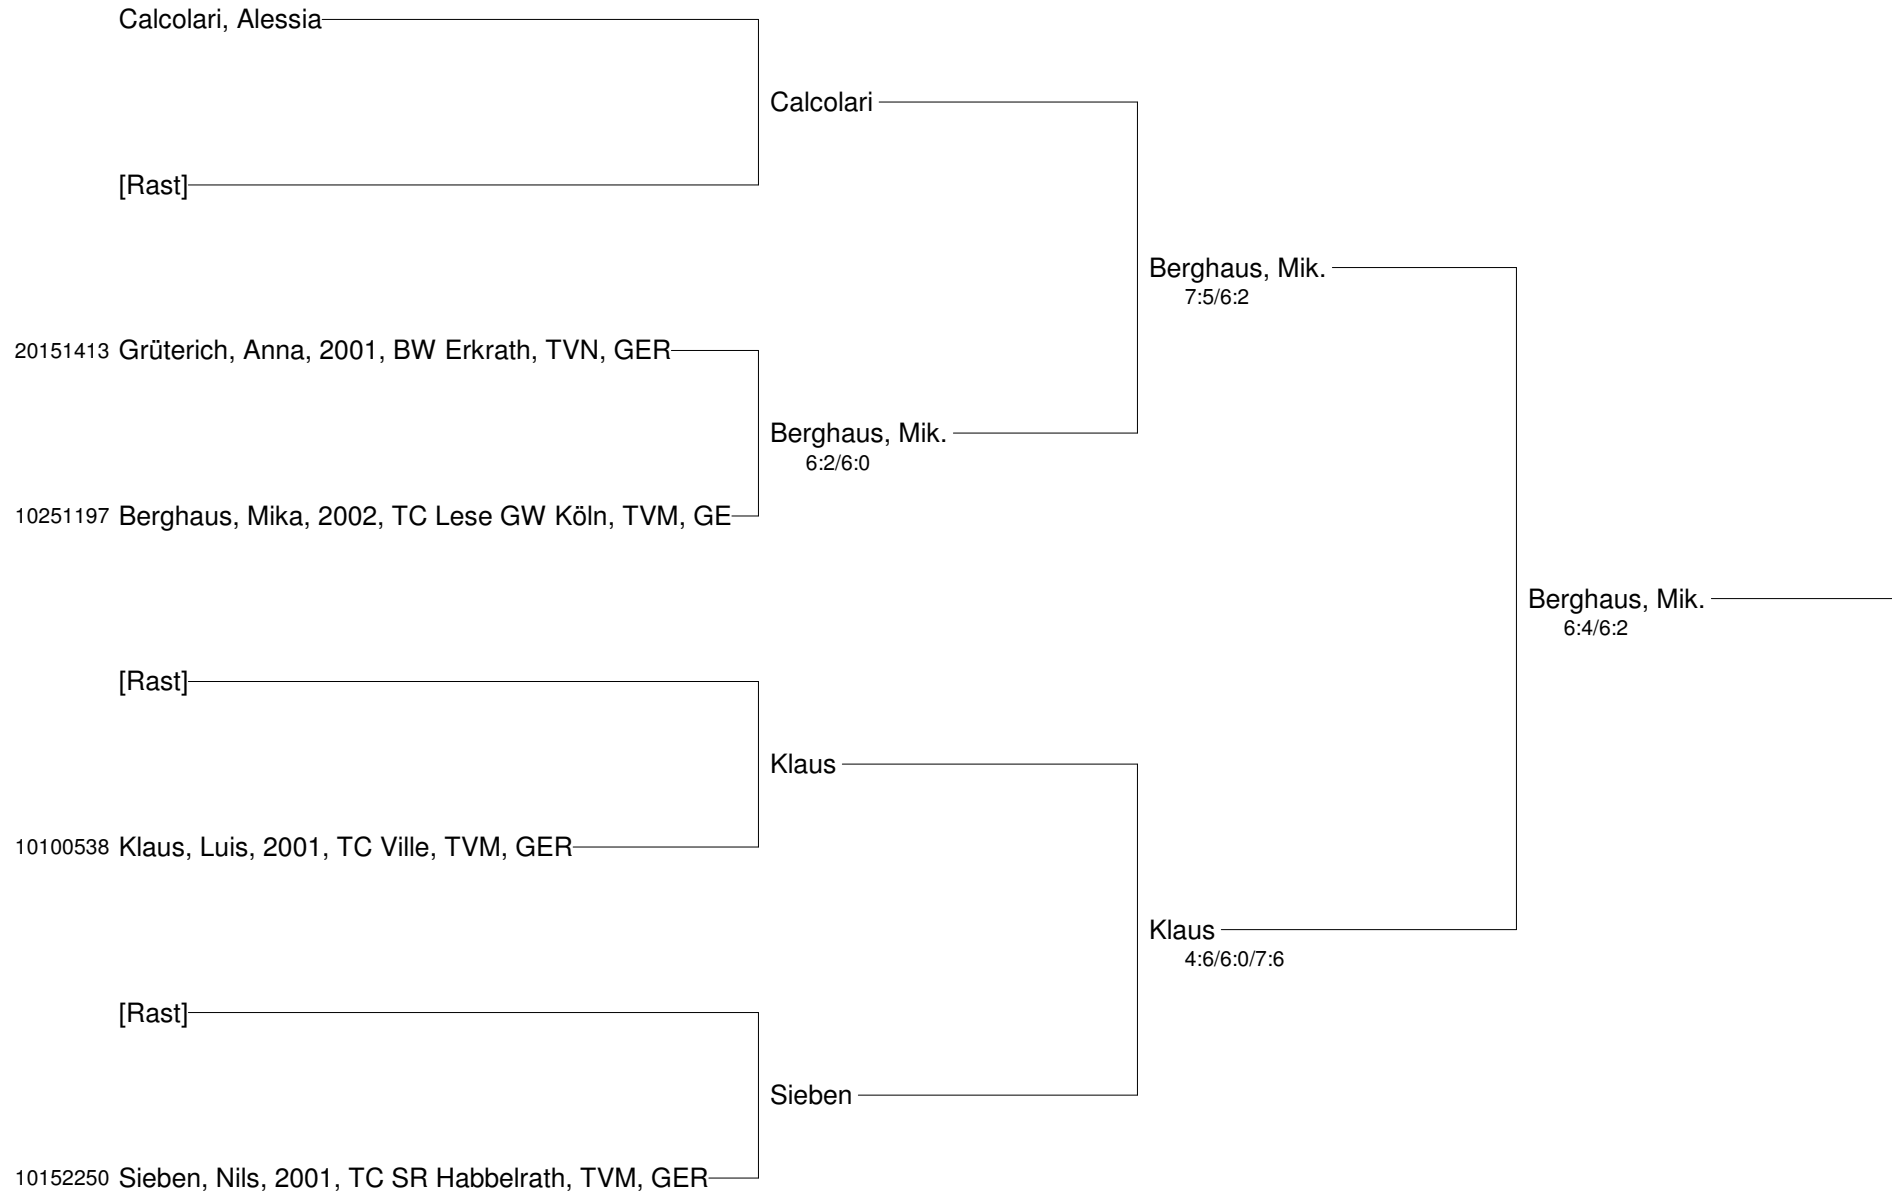 Calcolari, Alessia
Calcolari
[Rast]
Berghaus, Mik.
7:5/6:2
20151413 Grüterich, Anna, 2001, BW Erkrath, TVN, GER
Berghaus, Mik.
6:2/6:0
10251197 Berghaus, Mika, 2002, TC Lese GW Köln, TVM, GE
Berghaus, Mik.
6:4/6:2
[Rast]
Klaus
10100538 Klaus, Luis, 2001, TC Ville, TVM, GER
Klaus
4:6/6:0/7:6
[Rast]
Sieben
10152250 Sieben, Nils, 2001, TC SR Habbelrath, TVM, GER